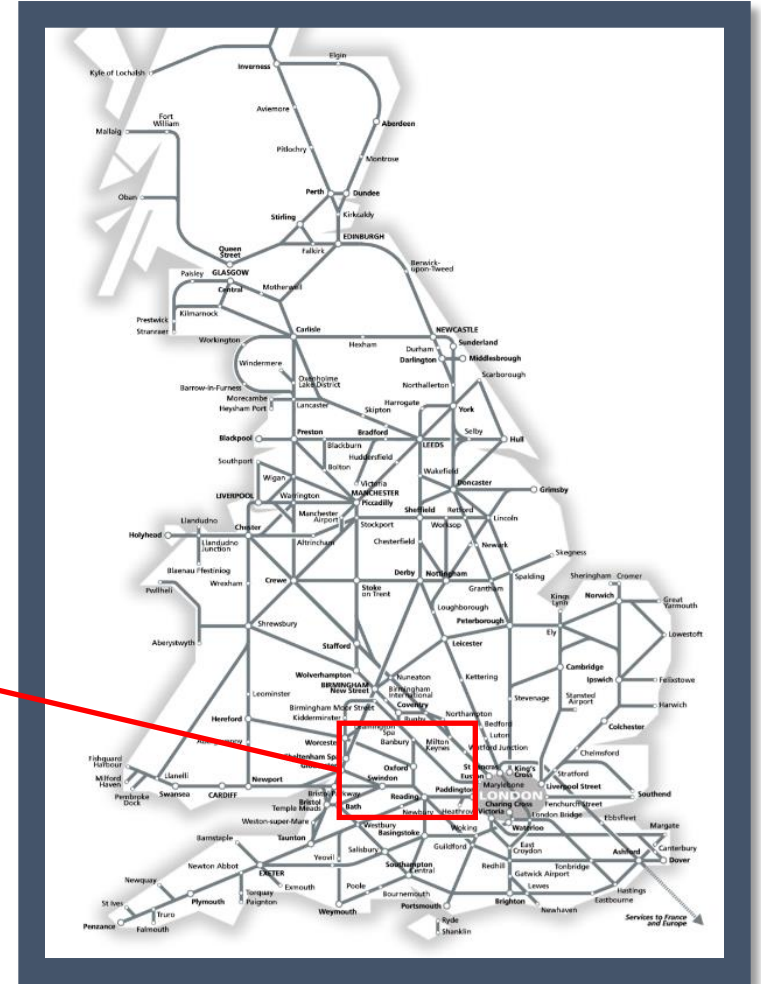 Elgin
Inverness
Kyle of Lochalsh
Aviemore
Fort
William
Aberdeen
Mallaig
Pitlochry
Montrose
Perth
Dundee
Oban
Stirling
Kirkcaldy
EDINBURGH
Queen
Street
Falkirk
Berwick-
upon-Tweed
Paisley
GLASGOW
Central
Motherwell
Prestwick
Kilmarnock
Stranraer
Carlisle
NEWCASTLE
Workington
Hexham
Durham
Sunderland
Darlington
Middlesbrough
Windermere
Scarborough
Oxenholme
Lake District
Barrow-in-Furness
Northallerton
Morecambe
Lancaster
Harrogate
Heysham Port
Skipton
York
Blackpool
Preston
Bradford
Selby
Hull
Blackburn
LEEDS
Huddersfield
Southport
Bolton
Wakefield
Wigan
Victoria
Doncaster
LIVERPOOL
Warrington
MANCHESTER
Piccadilly
Grimsby
Manchester
Airport
Sheffield
Retford
Lincoln
Llandudno
Chester
Stockport
Worksop
Holyhead
Llandudno
Junction
Altrincham
Chesterfield
Newark
Skegness
Blaenau Ffestiniog
Derby
Nottingham
Sheringham
Cromer
Pwllheli
Wrexham
Crewe
Stoke
on Trent
Grantham
Spalding
Kings
Lynn
Norwich
Great
Yarmouth
Loughborough
Peterborough
Shrewsbury
Ely
Lowestoft
Aberystwyth
Stafford
Leicester
Wolverhampton
Cambridge
BIRMINGHAM
New Street
Nuneaton
Kettering
Ipswich
Felixstowe
Birmingham
International
Leominster
Stevenage
Stansted
Airport
Birmingham Moor Street
Coventry
Harwich
Hereford
Kidderminster
Rugby
Northampton
Bedford
Colchester
Leamington
Spa
Luton
Abergavenny
Worcester
Banbury
Milton
Keynes
Watford Junction
Chelmsford
Fishguard
Harbour
Cheltenham Spa
Gloucester
Oxford
St Pancras
King's
Cross
Stratford
Milford
Haven
Llanelli
Newport
Swindon
Euston
Marylebone
Liverpool Street
Pembroke
Dock
Swansea
CARDIFF
Bristol Parkway
Reading
Paddington
LONDON
Southend
Bristol
Temple Meads
Bath
Newbury
Heathrow
Charing Cross
Victoria
Fenchurch Street
London Bridge
Ebbsfleet
Weston-super-Mare
Westbury
Waterloo
Margate
Barnstaple
Taunton
Basingstoke
Woking
East
Croydon
Canterbury
Newton Abbot
Yeovil
Salisbury
Guildford
Redhill
Tonbridge
Ashford
Dover
EXETER
Southampton
Central
Gatwick Airport
Newquay
Exmouth
Poole
Lewes
Hastings
St Ives
Plymouth
Torquay
Paignton
Bournemouth
Eastbourne
Truro
Weymouth
Portsmouth
Brighton
Newhaven
Penzance
Falmouth
Ryde
Shanklin
Services to France
and Europe